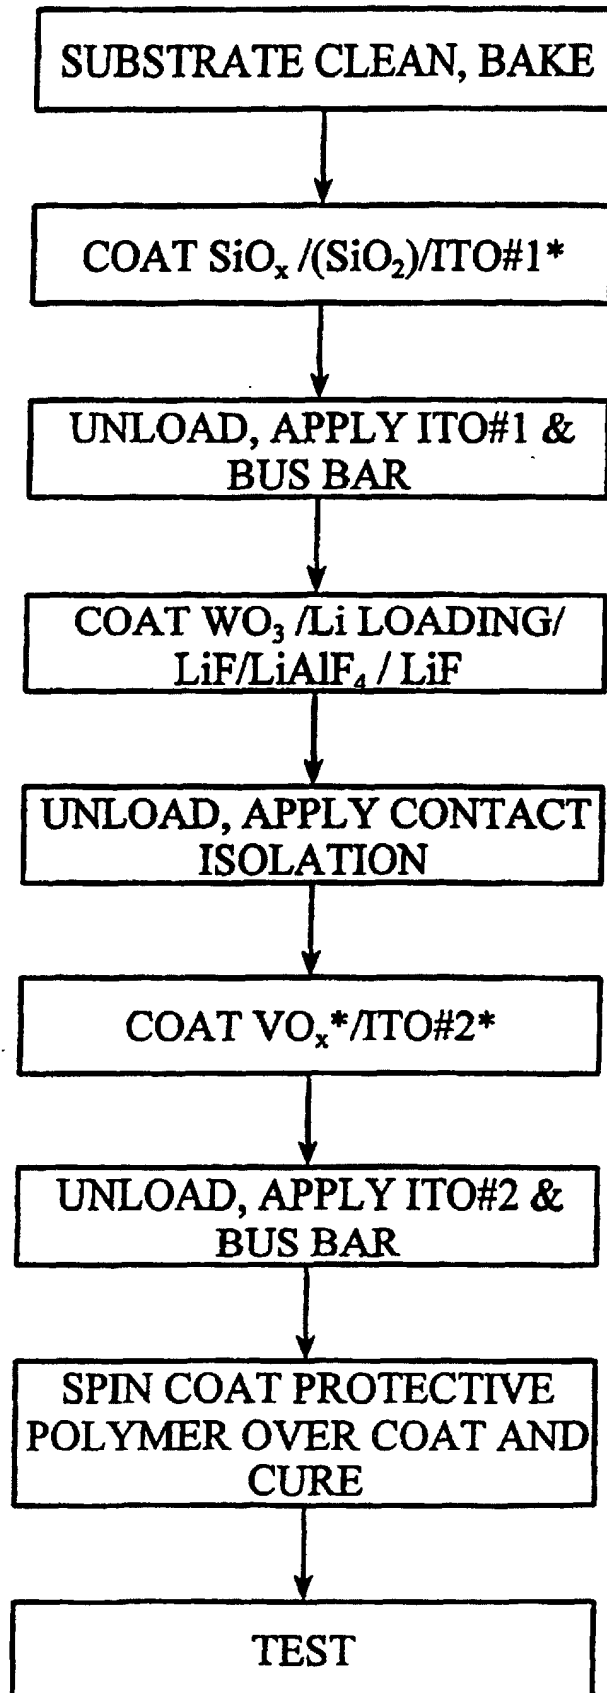 SUBSTRATE CLEAN, BAKE
COAT SiOₓ /(SiO₂)/ITO#1*
UNLOAD, APPLY ITO#1 &
BUS BAR
COAT WO₃ /Li LOADING/
LiF/LiAlF₄ / LiF
UNLOAD, APPLY CONTACT
ISOLATION
COAT VOₓ*/ITO#2*
UNLOAD, APPLY ITO#2 &
BUS BAR
SPIN COAT PROTECTIVE
POLYMER OVER COAT AND
CURE
TEST